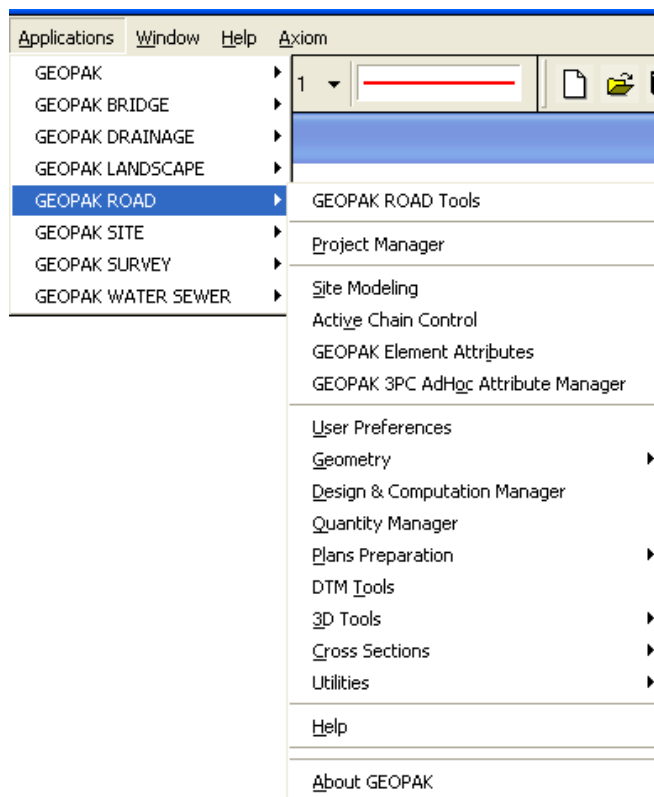 Applications Window Help Axiom
GEOPAK
1
GEOPAK BRIDGE
GEOPAK DRAINAGE
GEOPAK LANDSCAPE
GEOPAK ROAD
GEOPAK SITE
GEOPAK SURVEY
GEOPAK WATER SEWER
GEOPAK ROAD Tools
Project Manager
Site Modeling
Active Chain Control
GEOPAK Element Attributes
GEOPAK 3PC AdHoc Attribute Manager
User Preferences
Geometry
Design & Computation Manager
Quantity Manager
Plans Preparation
DTM Tools
3D Tools
Cross Sections
Utilities
Help
About GEOPAK